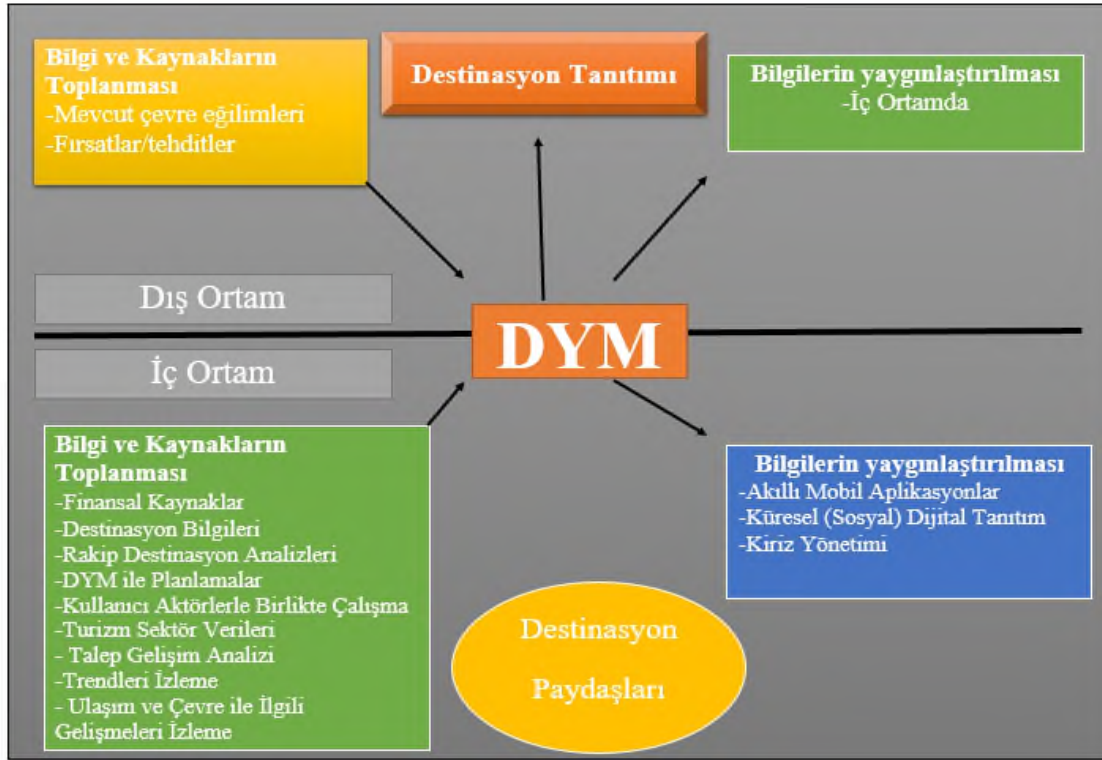 Bilgi ve Kaynakların
Toplanması
-Mevcut çevre eğilimleri
-Fırsatlar/tehditler
Destinasyon Tanıtımı
Bilgilerin yaygınlaştırılması
-İç Ortamda
Dış Ortam
DYM
İç Ortam
Bilgi ve Kaynakların
Toplanması
-Finansal Kaynaklar
-Destinasyon Bilgileri
-Rakip Destinasyon Analizleri
-DYM ile Planlamalar
-Kullanıcı Aktörlerle Birlikte Çalışma
-Turizm Sektör Verileri
- Talep Gelişim Analizi
-Trendleri İzleme
- Ulaşım ve Çevre ile İlgili
Gelişmeleri İzleme
Bilgilerin yaygınlaştırılması
-Akıllı Mobil Aplikasyonlar
-Küresel (Sosyal) Dijital Tanıtım
-Kiriz Yönetimi
Destinasyon
Paydaşları